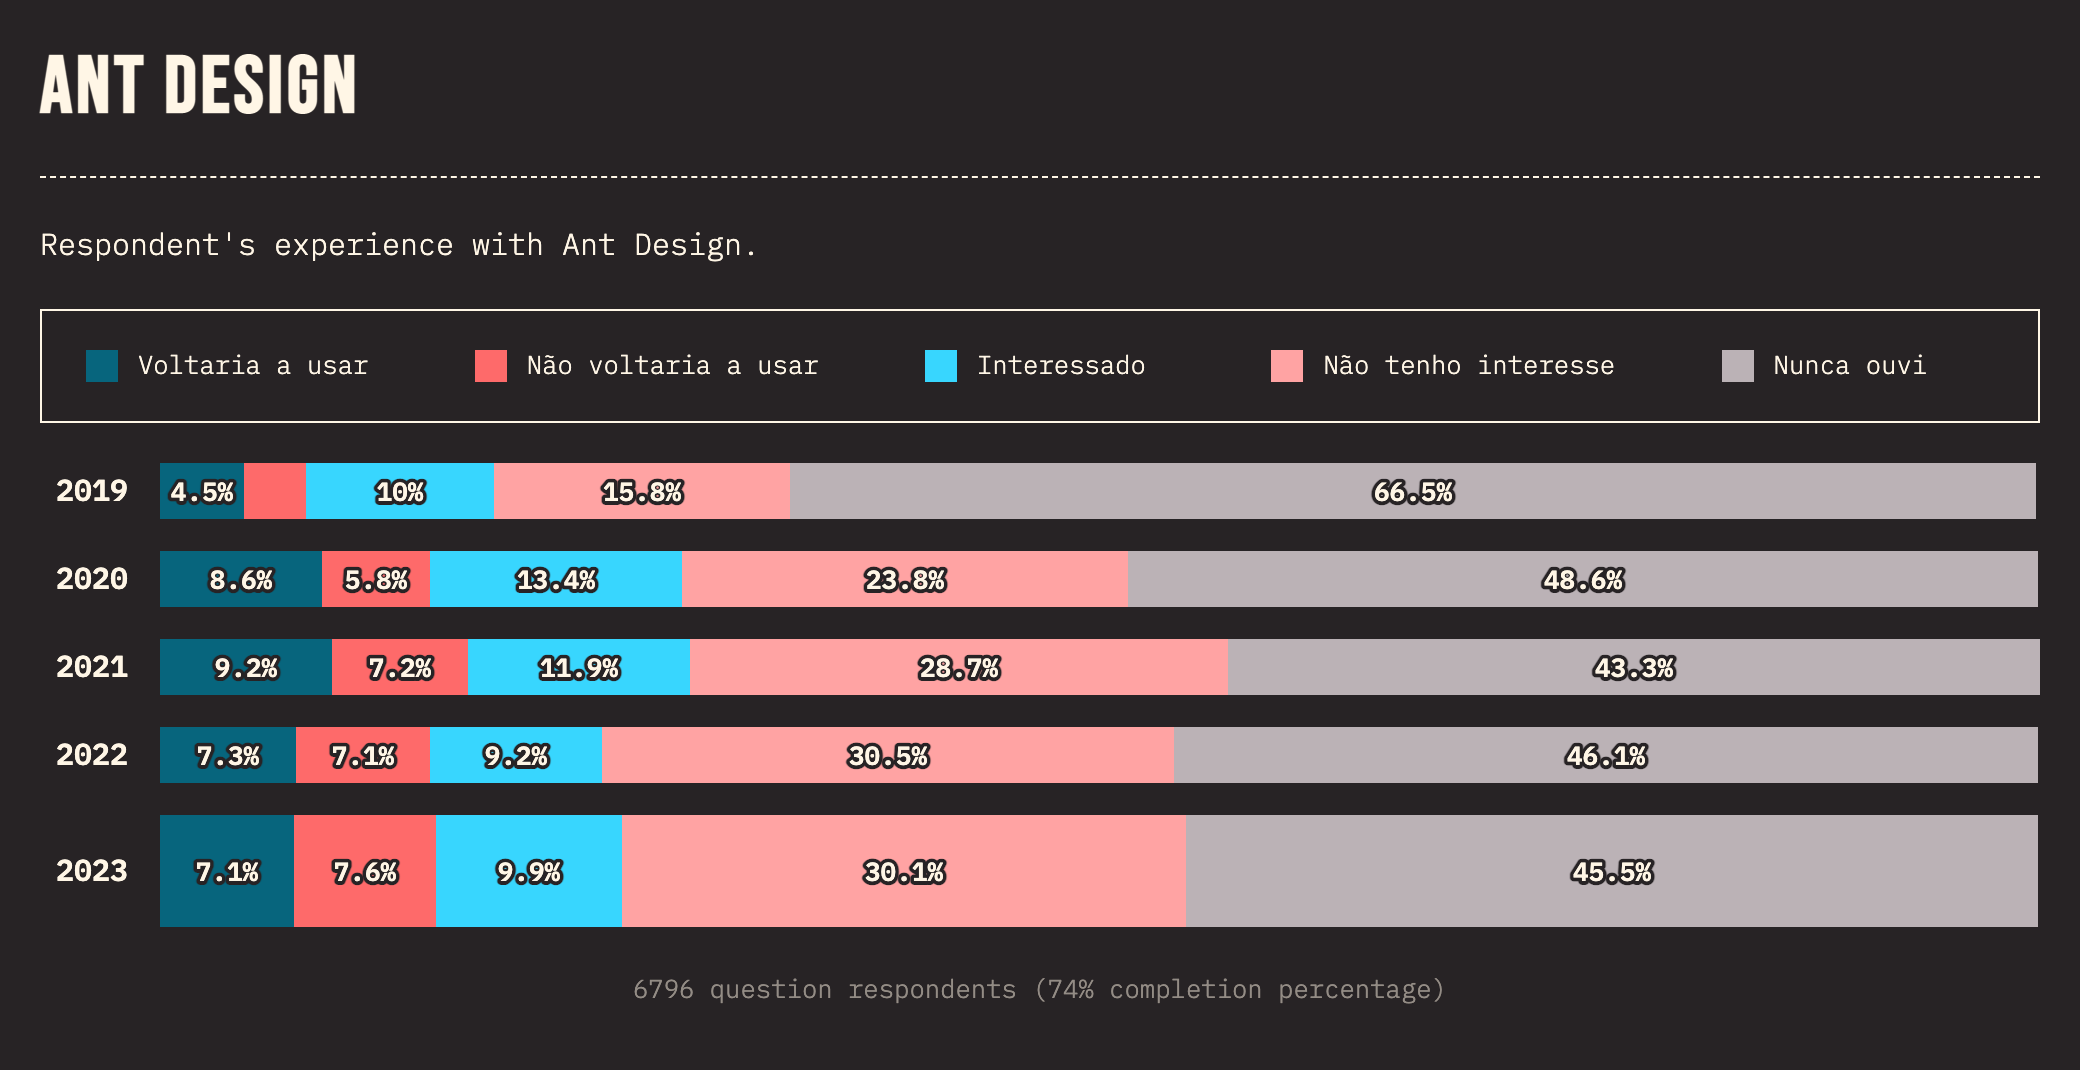 ANT DESIGN
Respondent's experience with Ant Design.
Voltaria a usar Não voltaria a usar Interessado Não tenho interesse Nunca ouvi
2019 4.5% 10% 15.8% 66.5%
2020 8.6% 5.8% 13.4% 23.8% 48.6%
2021 9.2% 7.2% 11.9% 28.7% 43.3%
2022 7.3% 7.1% 9.2% 30.5% 46.1%
2023 7.1% 7.6% 9.9% 30.1% 45.5%
6796 question respondents (74% completion percentage)